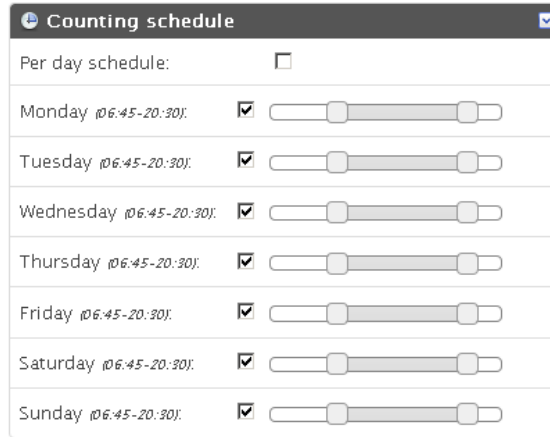 Counting schedule
Per day schedule:
Monday (06:45-20:30):
Tuesday (06:45-20:30):
Wednesday (06:45-20:30):
Thursday (06:45-20:30):
Friday (06:45-20:30):
Saturday (06:45-20:30):
Sunday (06:45-20:30):